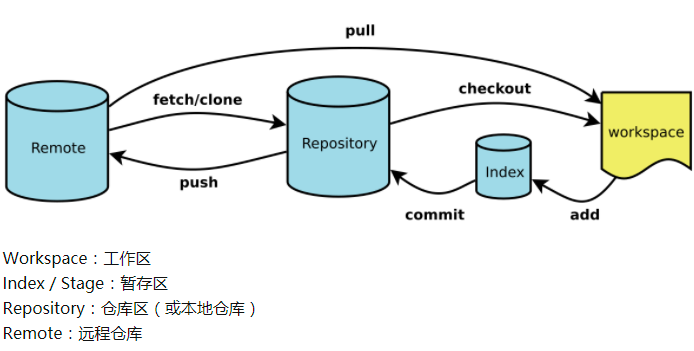 pull
fetch/clone
checkout
Remote
Repository
workspace
Index
push
commit
add
Workspace：工作区
Index / Stage：暂存区
Repository：仓库区（或本地仓库）
Remote：远程仓库